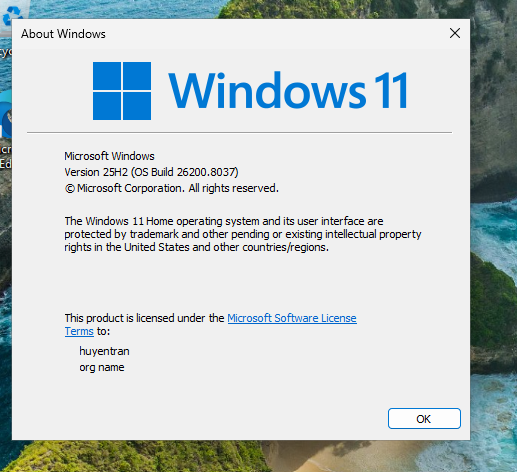 About Windows
Windows 11
Microsoft Windows
Version 25H2 (OS Build 26200.8037)
© Microsoft Corporation. All rights reserved.
The Windows 11 Home operating system and its user interface are
protected by trademark and other pending or existing intellectual property
rights in the United States and other countries/regions.
This product is licensed under the Microsoft Software License
Terms to:
huyentran
org name
OK